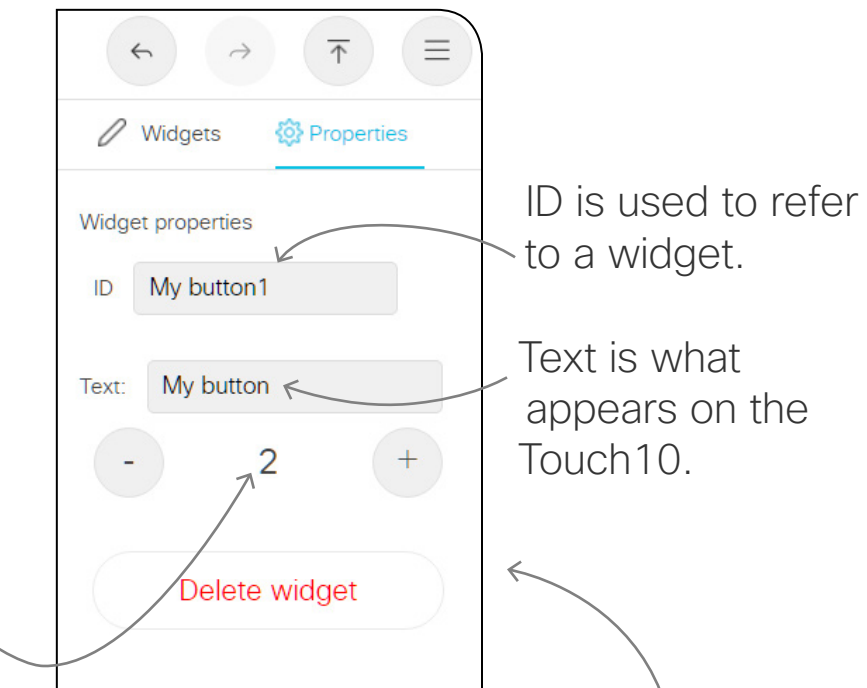 Widgets
Properties
Widget properties
ID My button1
Text: My button
- 2 +
Delete widget
ID is used to refer
to a widget.
Text is what
appears on the
Touch10.